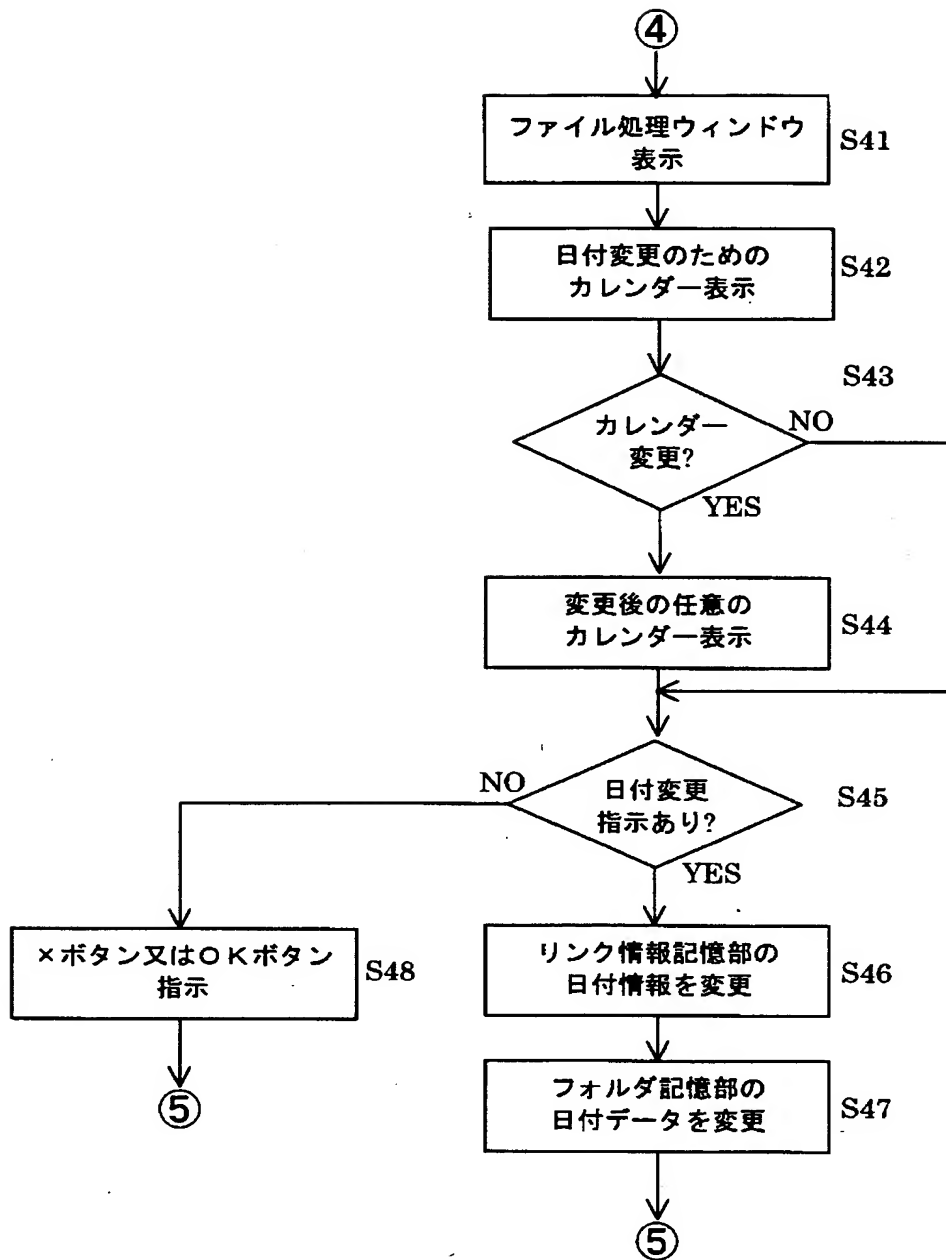 ④
ファイル処理ウィンドウ
表示
S41
日付変更のための
カレンダー表示
S42
S43
カレンダー
変更?
NO
YES
変更後の任意の
カレンダー表示
S44
日付変更
指示あり?
NO
S45
YES
×ボタン又はOKボタン
指示
S48
リンク情報記憶部の
日付情報を変更
S46
⑤
フォルダ記憶部の
日付データを変更
S47
⑤